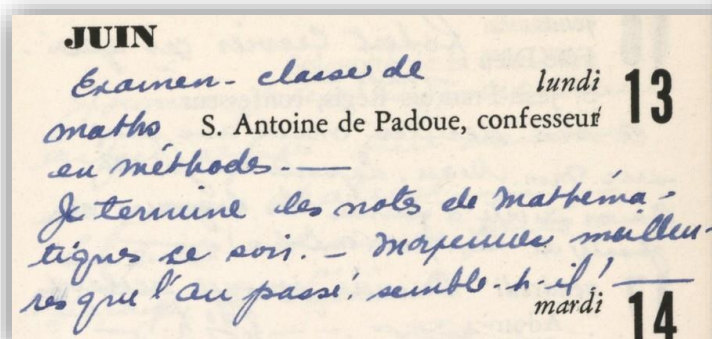 JUIN
Examen - classe de
lundi 13
maths S. Antoine de Padoue, confesseur
en méthodes —
Je termine les notes de Mathéma-
tiques ce soir. - Moyennes meilleu-
res que l'an passé! semble-t-il! —
mardi 14